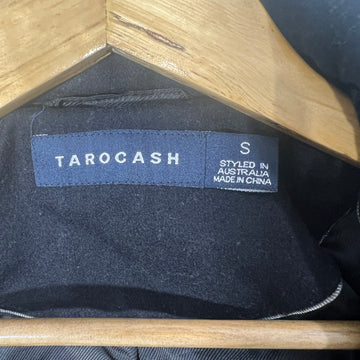 TAROCASH
S
STYLED IN
AUSTRALIA
MADE IN CHINA